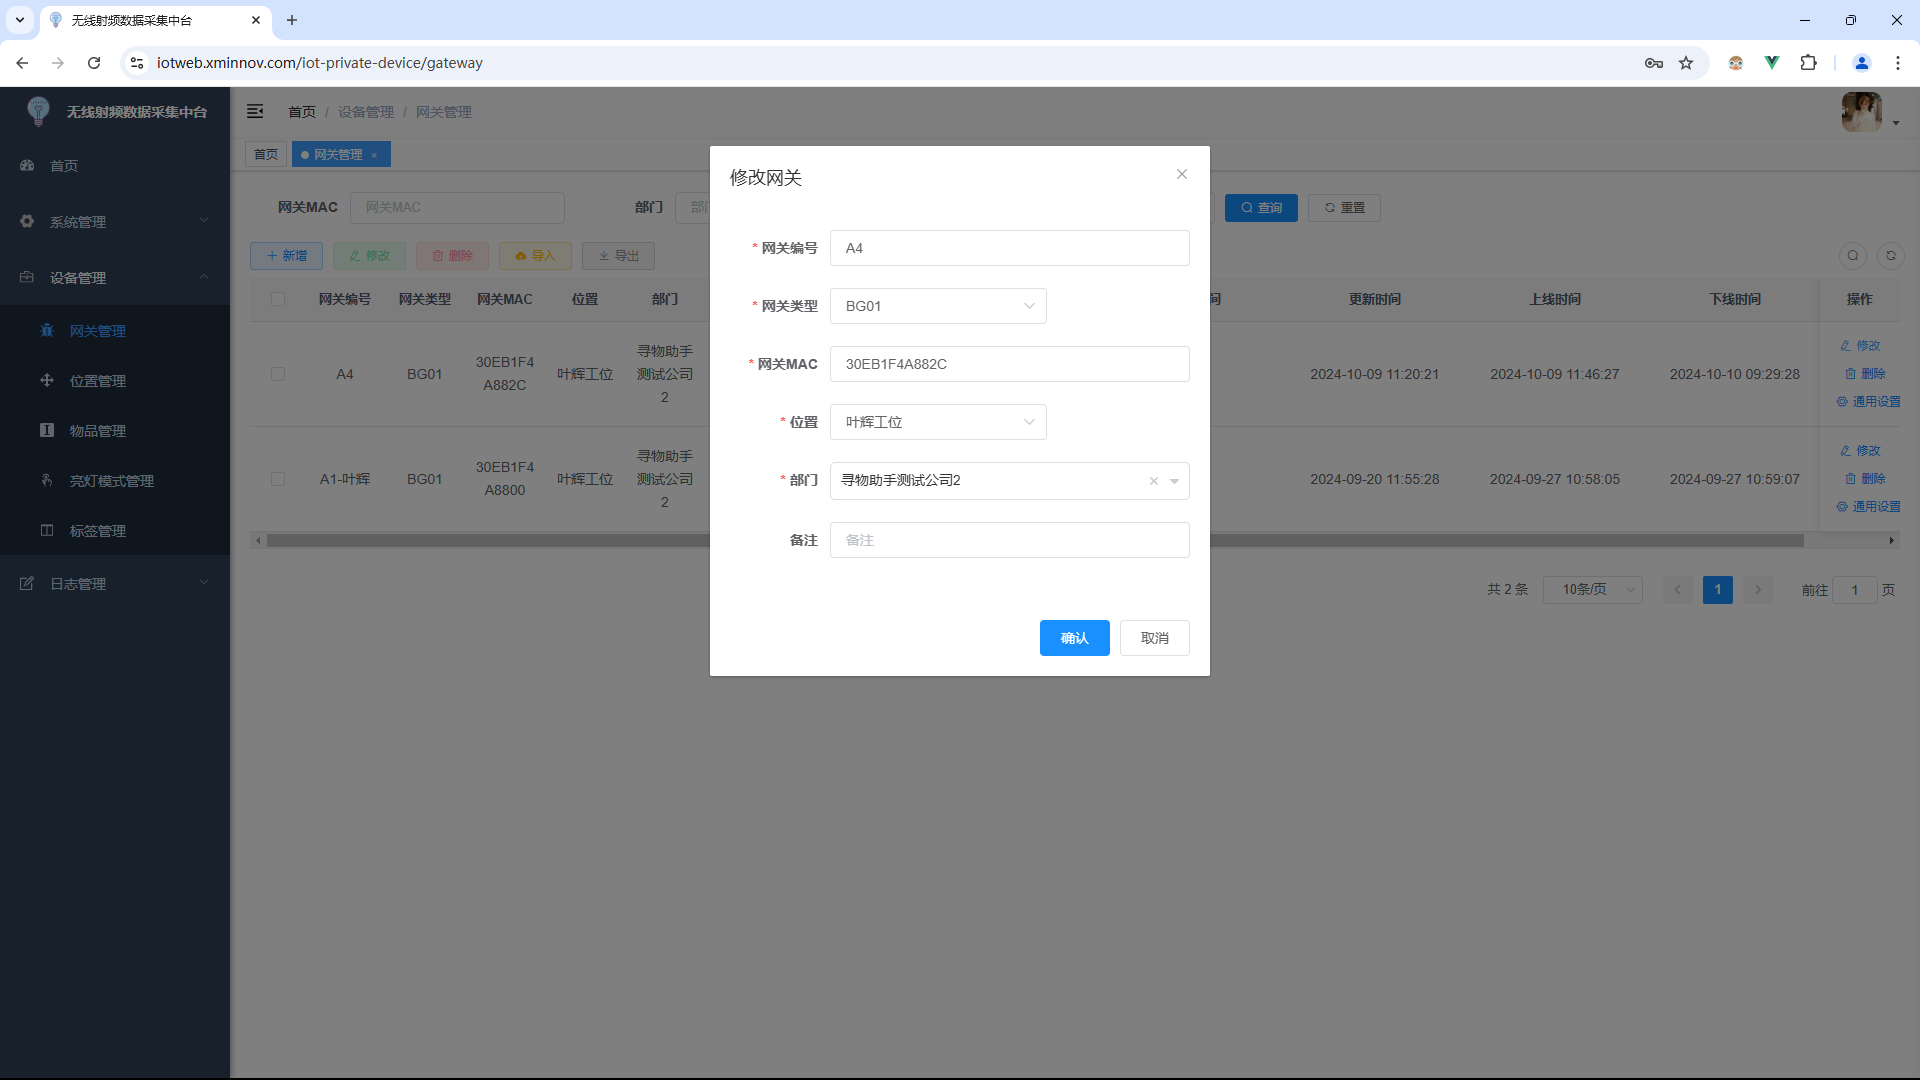 无线射频数据采集中台
iotweb.xminnov.com/iot-private-device/gateway
无线射频数据采集中台
首页 / 设备管理 / 网关管理
首页
网关管理
首页
系统管理
设备管理
网关管理
位置管理
物品管理
亮灯模式管理
标签管理
日志管理
网关MAC
网关MAC
部门
查询
重置
新增
修改
删除
导入
导出
网关编号 网关类型 网关MAC 位置 部门 更新时间 上线时间 下线时间 操作
A4 BG01 30EB1F4A882C 叶辉工位 寻物助手测试公司2 2024-10-09 11:20:21 2024-10-09 11:46:27 2024-10-10 09:29:28
修改
删除
通用设置
A1-叶辉 BG01 30EB1F4A8800 叶辉工位 寻物助手测试公司2 2024-09-20 11:55:28 2024-09-27 10:58:05 2024-09-27 10:59:07
修改
删除
通用设置
共 2 条 10条/页 1 前往 1 页
修改网关
* 网关编号 A4
* 网关类型 BG01
* 网关MAC 30EB1F4A882C
* 位置 叶辉工位
* 部门 寻物助手测试公司2
备注 备注
确认
取消